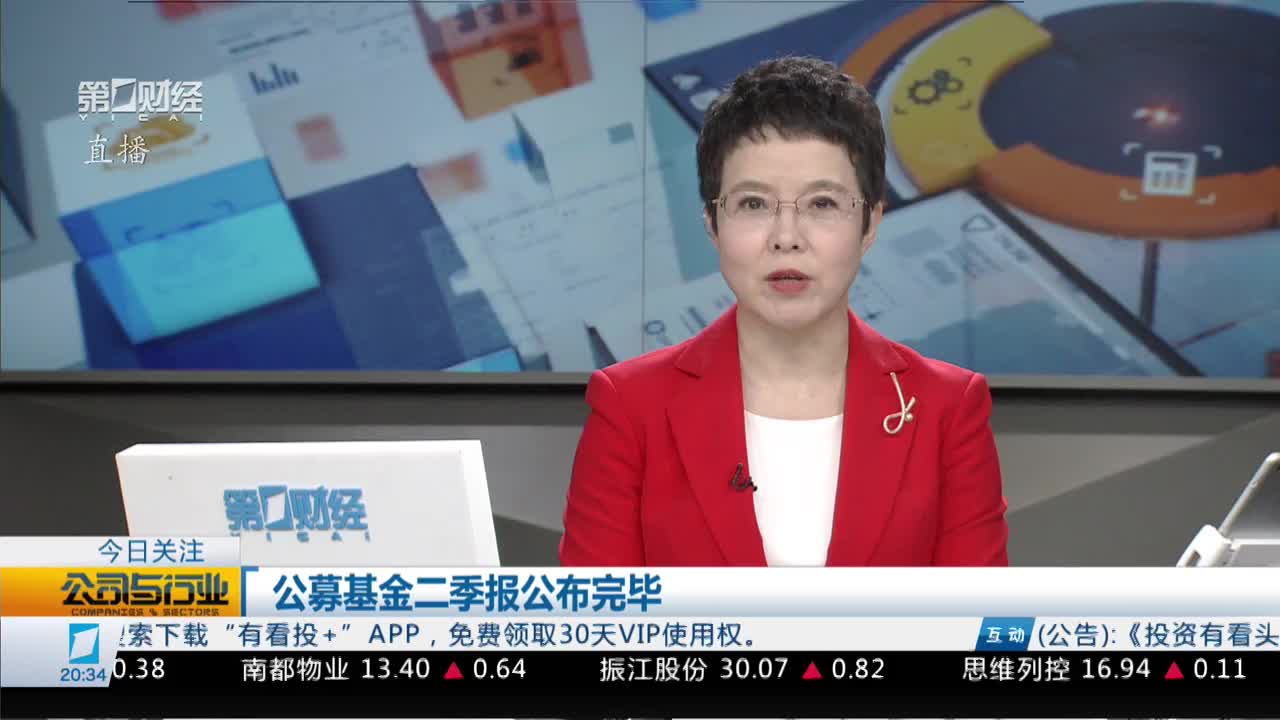 第一财经
YICAI
直播
第一财经
YICAI
今日关注
公司与行业
COMPANIES & SECTORS
公募基金二季报公布完毕
索下载“有看投+”APP，免费领取30天VIP使用权。
互动
(公告):《投资有看头
20:34
0.38 南都物业 13.40 ▲ 0.64 振江股份 30.07 ▲ 0.82 思维列控 16.94 ▲ 0.11